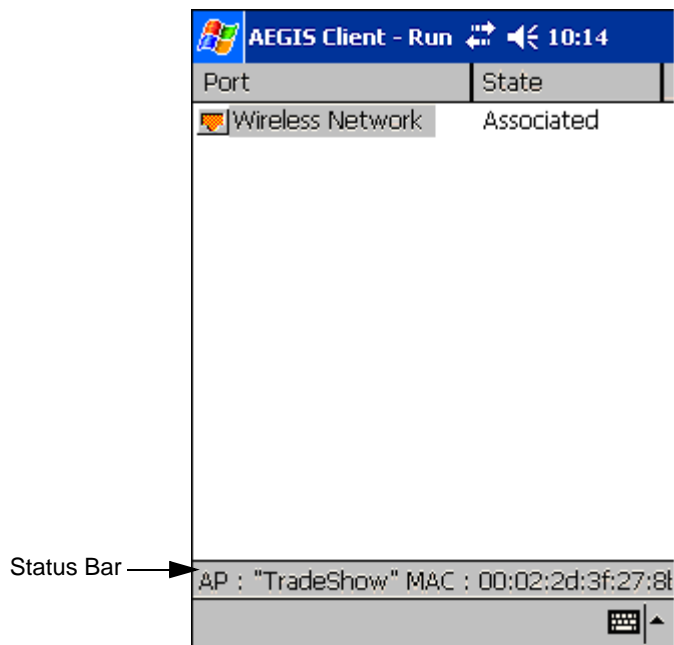 AEGIS Client - Run 10:14
Port State
Wireless Network Associated
Status Bar
AP : "TradeShow" MAC : 00:02:2d:3f:27:8